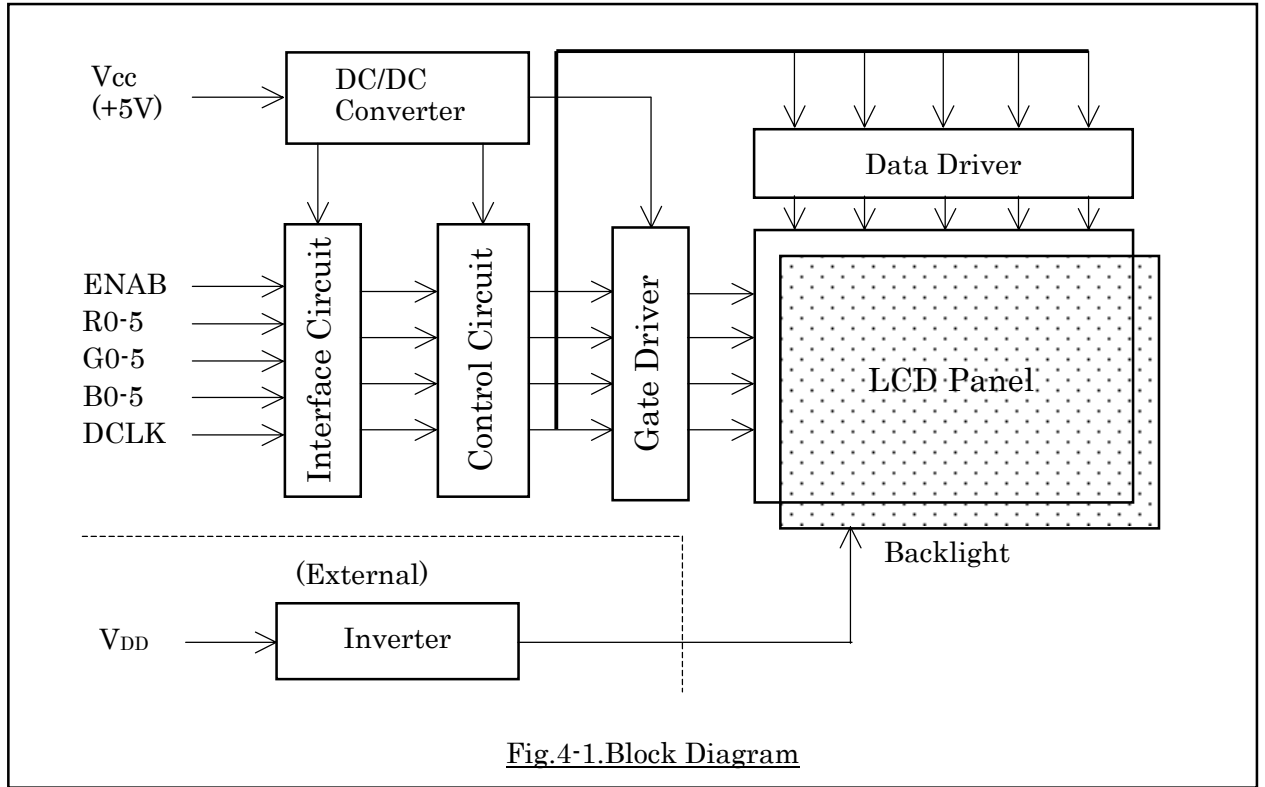 Vcc
(+5V)
DC/DC
Converter
Data Driver
ENAB
R0-5
G0-5
B0-5
DCLK
Interface Circuit
Control Circuit
Gate Driver
LCD Panel
Backlight
(External)
VDD
Inverter
Fig.4-1.Block Diagram